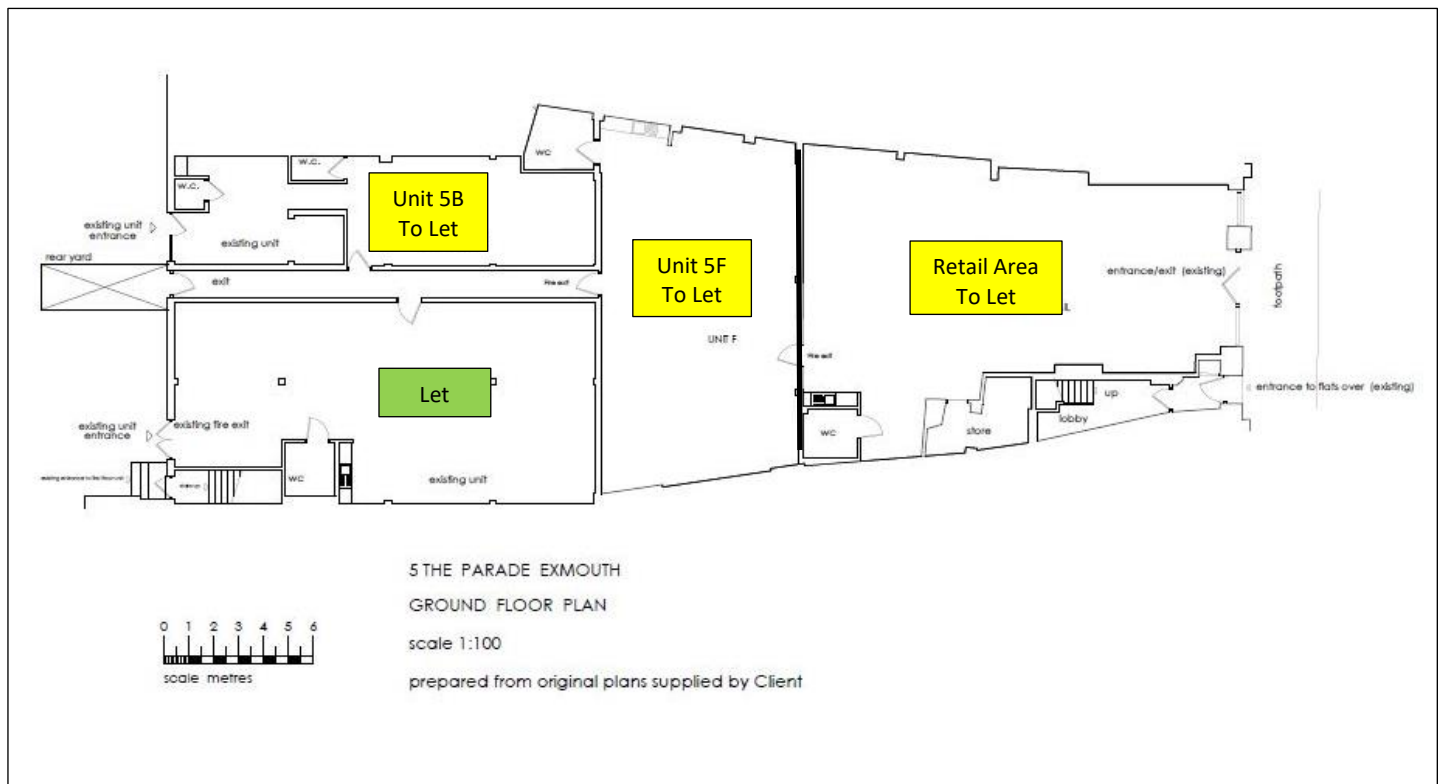 wc
w.c.
w.c.
Unit 5B
To Let
existing unit
entrance
existing unit
rear yard
exit
Fire exit
Unit 5F
To Let
UNIT F
Retail Area
To Let
IL
entrance/exit (existing)
footpath
Fire exit
Let
existing unit
entrance
existing fire exit
wc
existing unit
wc
store
lobby
up
entrance to flats over (existing)
5 THE PARADE EXMOUTH
GROUND FLOOR PLAN
scale 1:100
prepared from original plans supplied by Client
0 1 2 3 4 5 6
scale metres